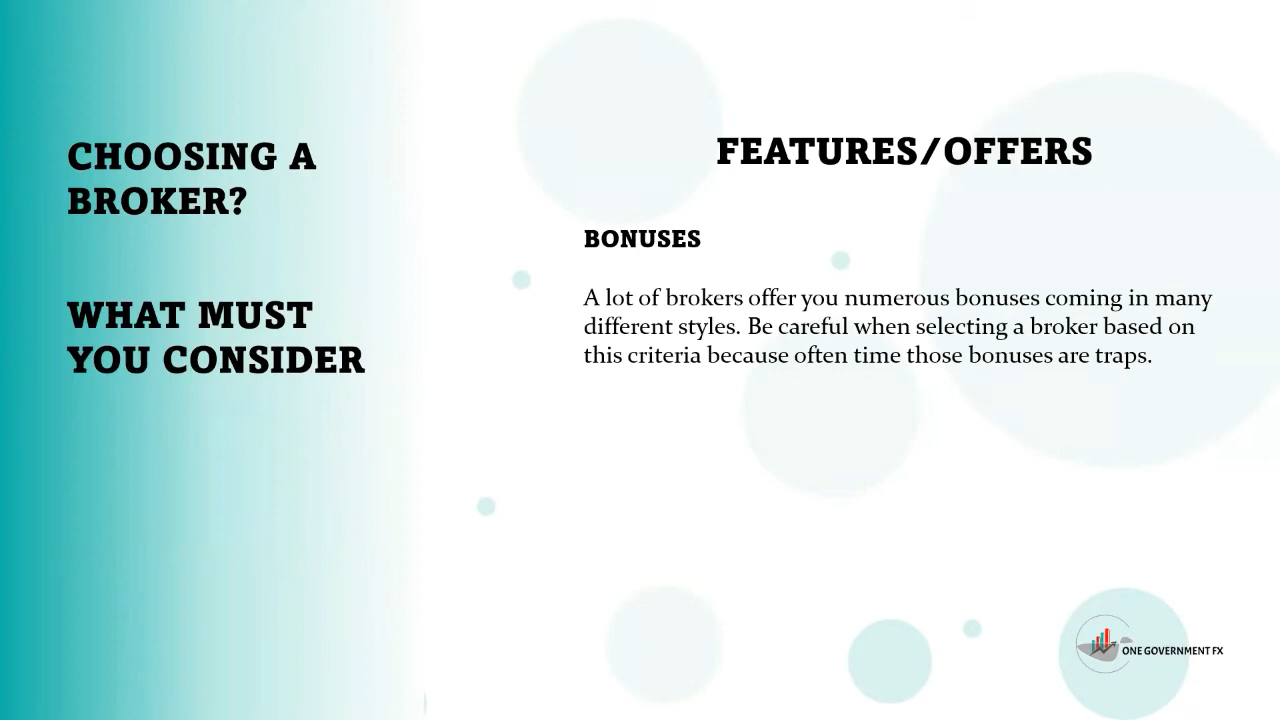 CHOOSING A
BROKER?
WHAT MUST
YOU CONSIDER
FEATURES/OFFERS
BONUSES
A lot of brokers offer you numerous bonuses coming in many
different styles. Be careful when selecting a broker based on
this criteria because often time those bonuses are traps.
ONE GOVERNMENT FX